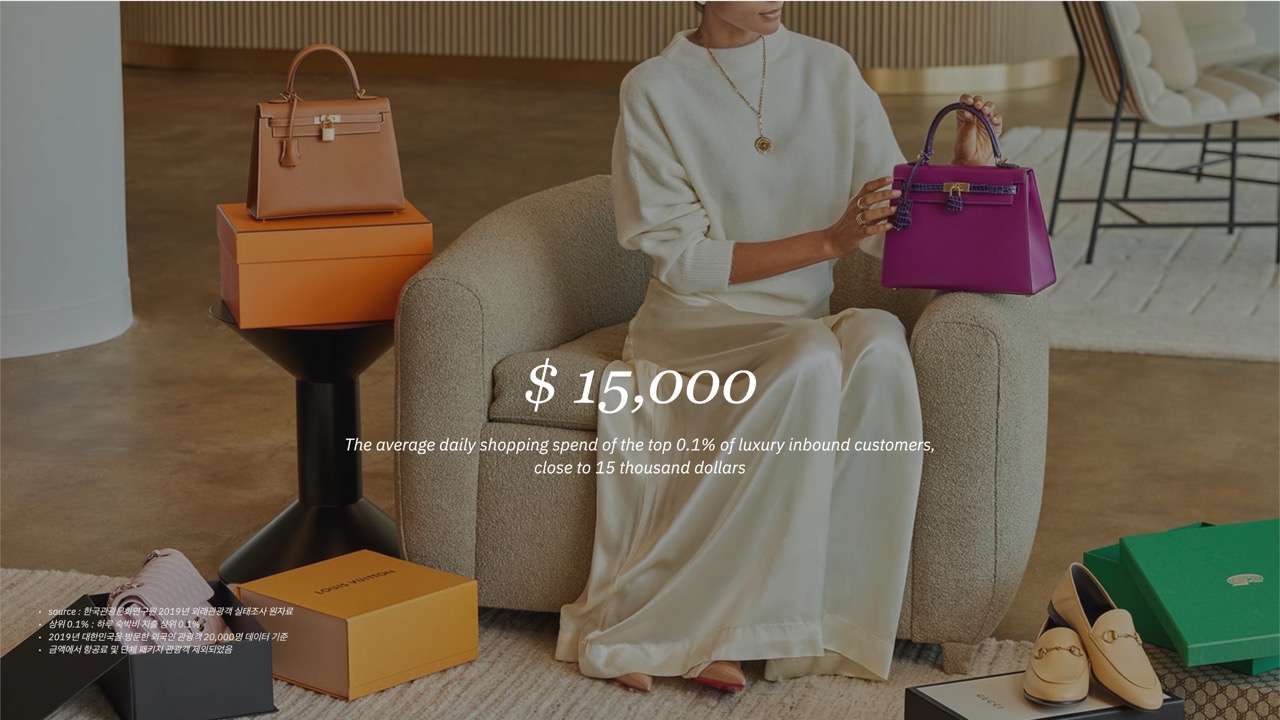 $ 15,000
The average daily shopping spend of the top 0.1% of luxury inbound customers,
close to 15 thousand dollars
LOUIS VUITTON
• source : 한국관광문화연구원 2019년 외래관광객 실태조사 원자료
• 상위 0.1% : 하루 숙박비 지출 상위 0.1%
• 2019년 대한민국을 방문한 외국인 관광객 20,000명 데이터 기준
• 금액에서 항공료 및 단체 패키지 관광객 제외되었음
GUCCI